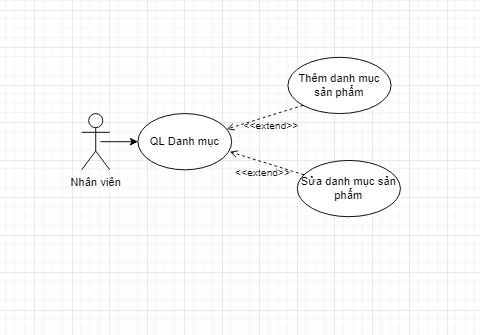 Thêm danh mục
sản phẩm
<<extend>>
QL Danh mục
<<extend>>
Nhân viên
Sửa danh mục sản
phẩm